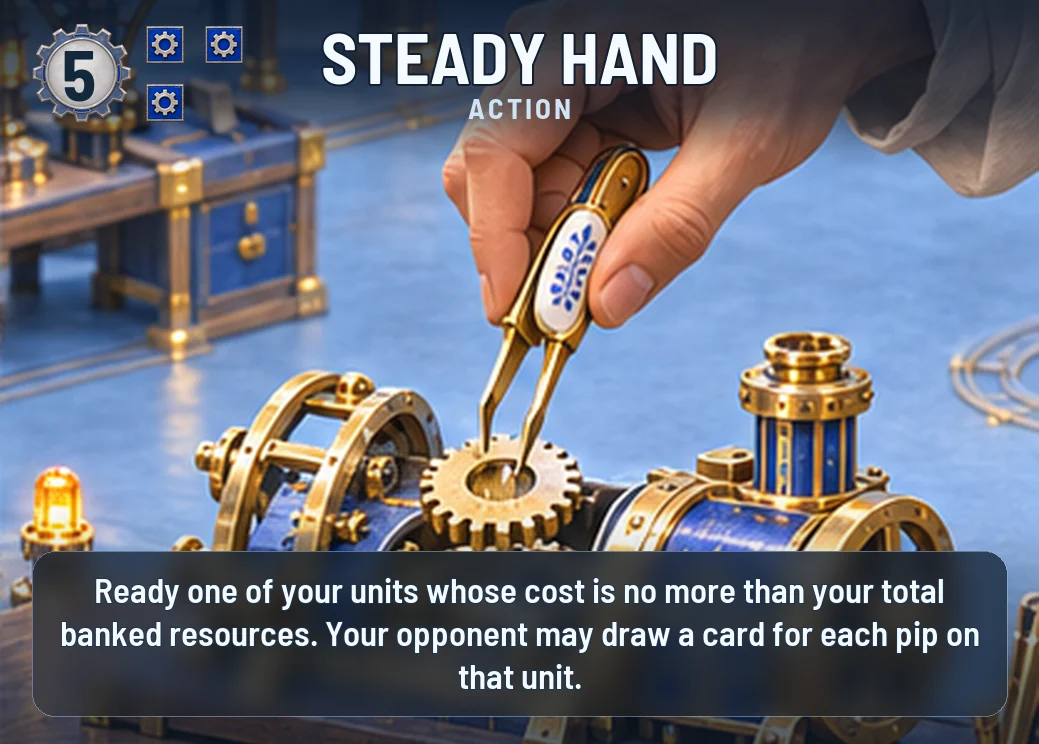 5
STEADY HAND
ACTION
Ready one of your units whose cost is no more than your total
banked resources. Your opponent may draw a card for each pip on
that unit.